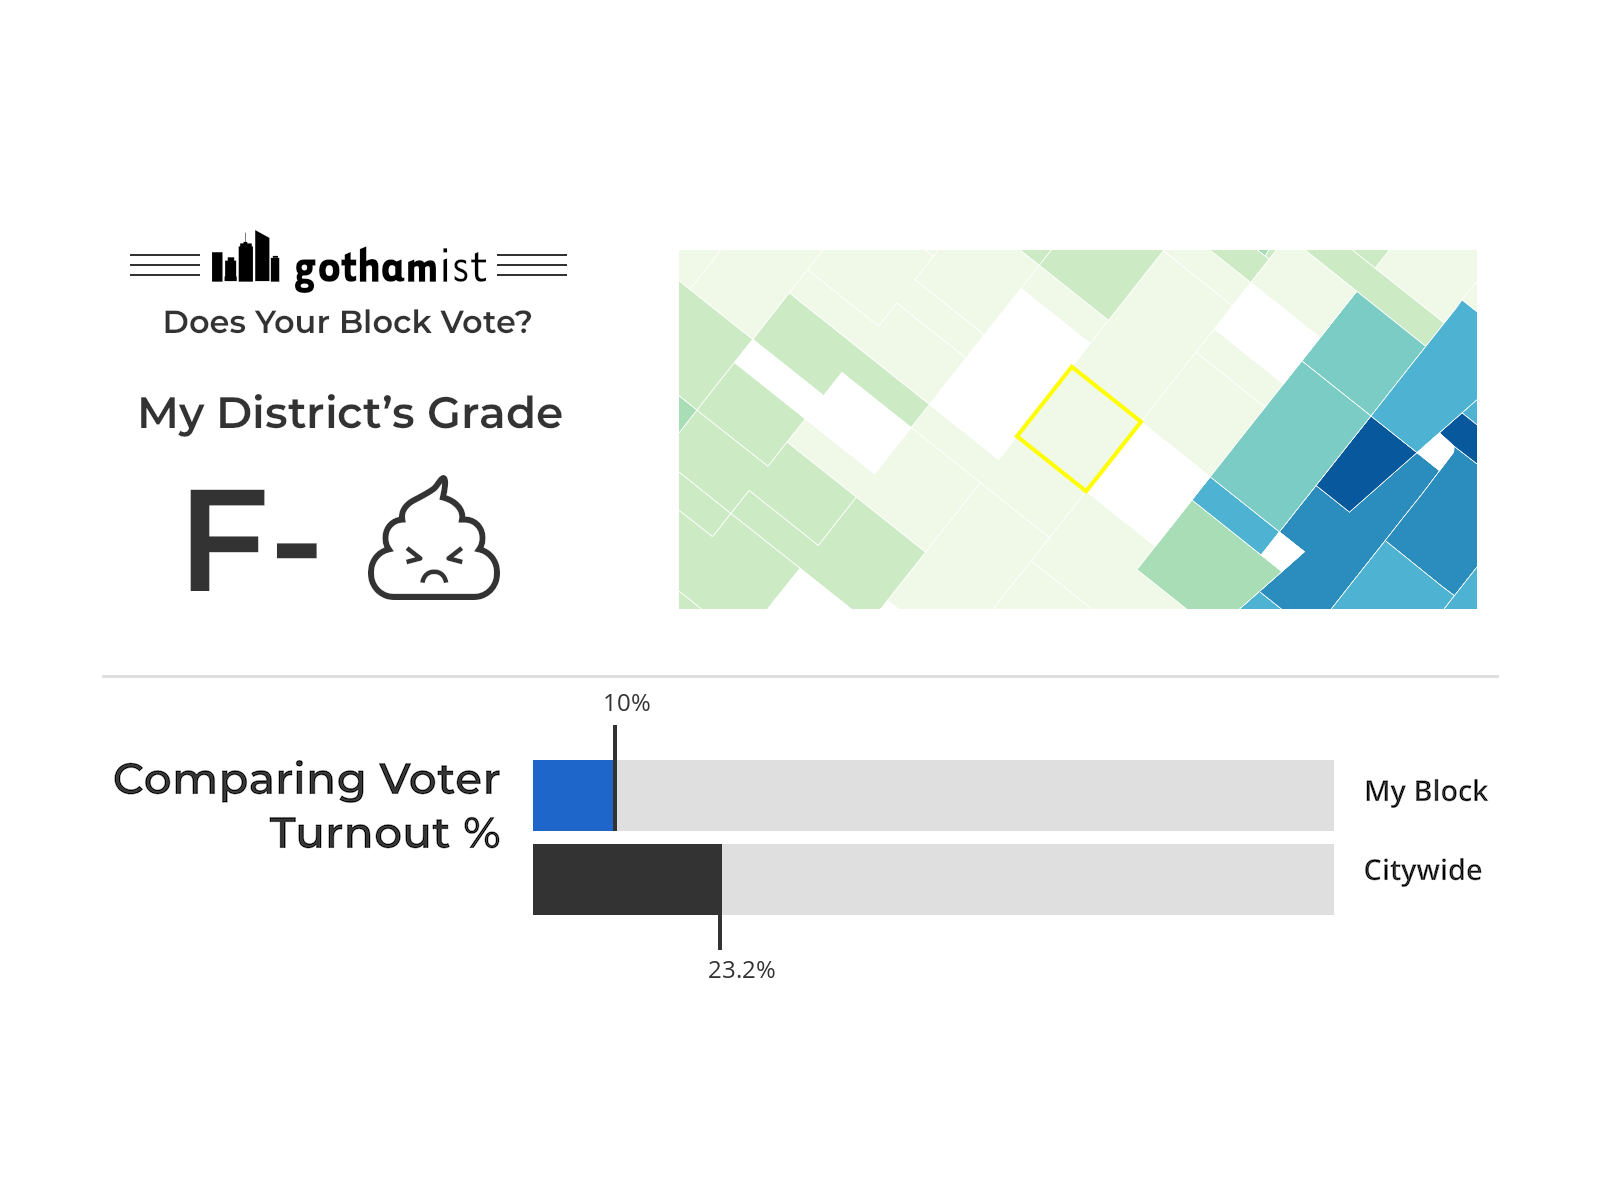 gothamist
Does Your Block Vote?
My District’s Grade
F-
10%
Comparing Voter
Turnout %
My Block
Citywide
23.2%